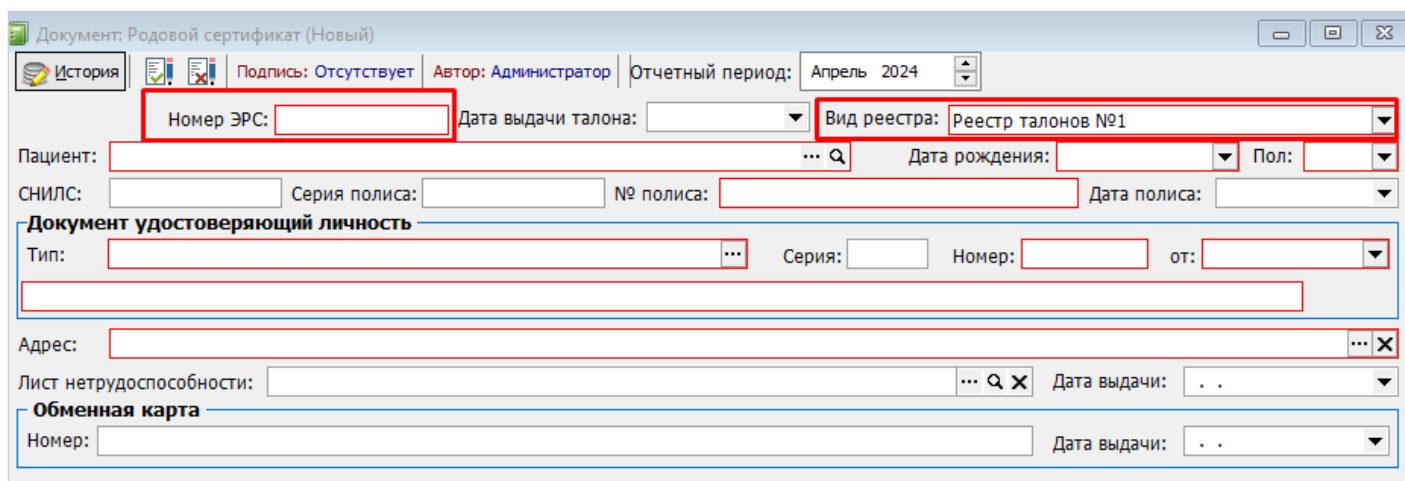 Документ: Родовой сертификат (Новый)
История Подпись: Отсутствует Автор: Администратор Отчетный период: Апрель 2024
Номер ЭРС: Дата выдачи талона: Вид реестра: Реестр талонов №1
Пациент: ... Дата рождения: Пол:
СНИЛС: Серия полиса: № полиса: Дата полиса:
Документ удостоверяющий личность
Тип: ... Серия: Номер: от:
Адрес: ...
Лист нетрудоспособности: ... Дата выдачи: . .
Обменная карта
Номер: Дата выдачи: . .